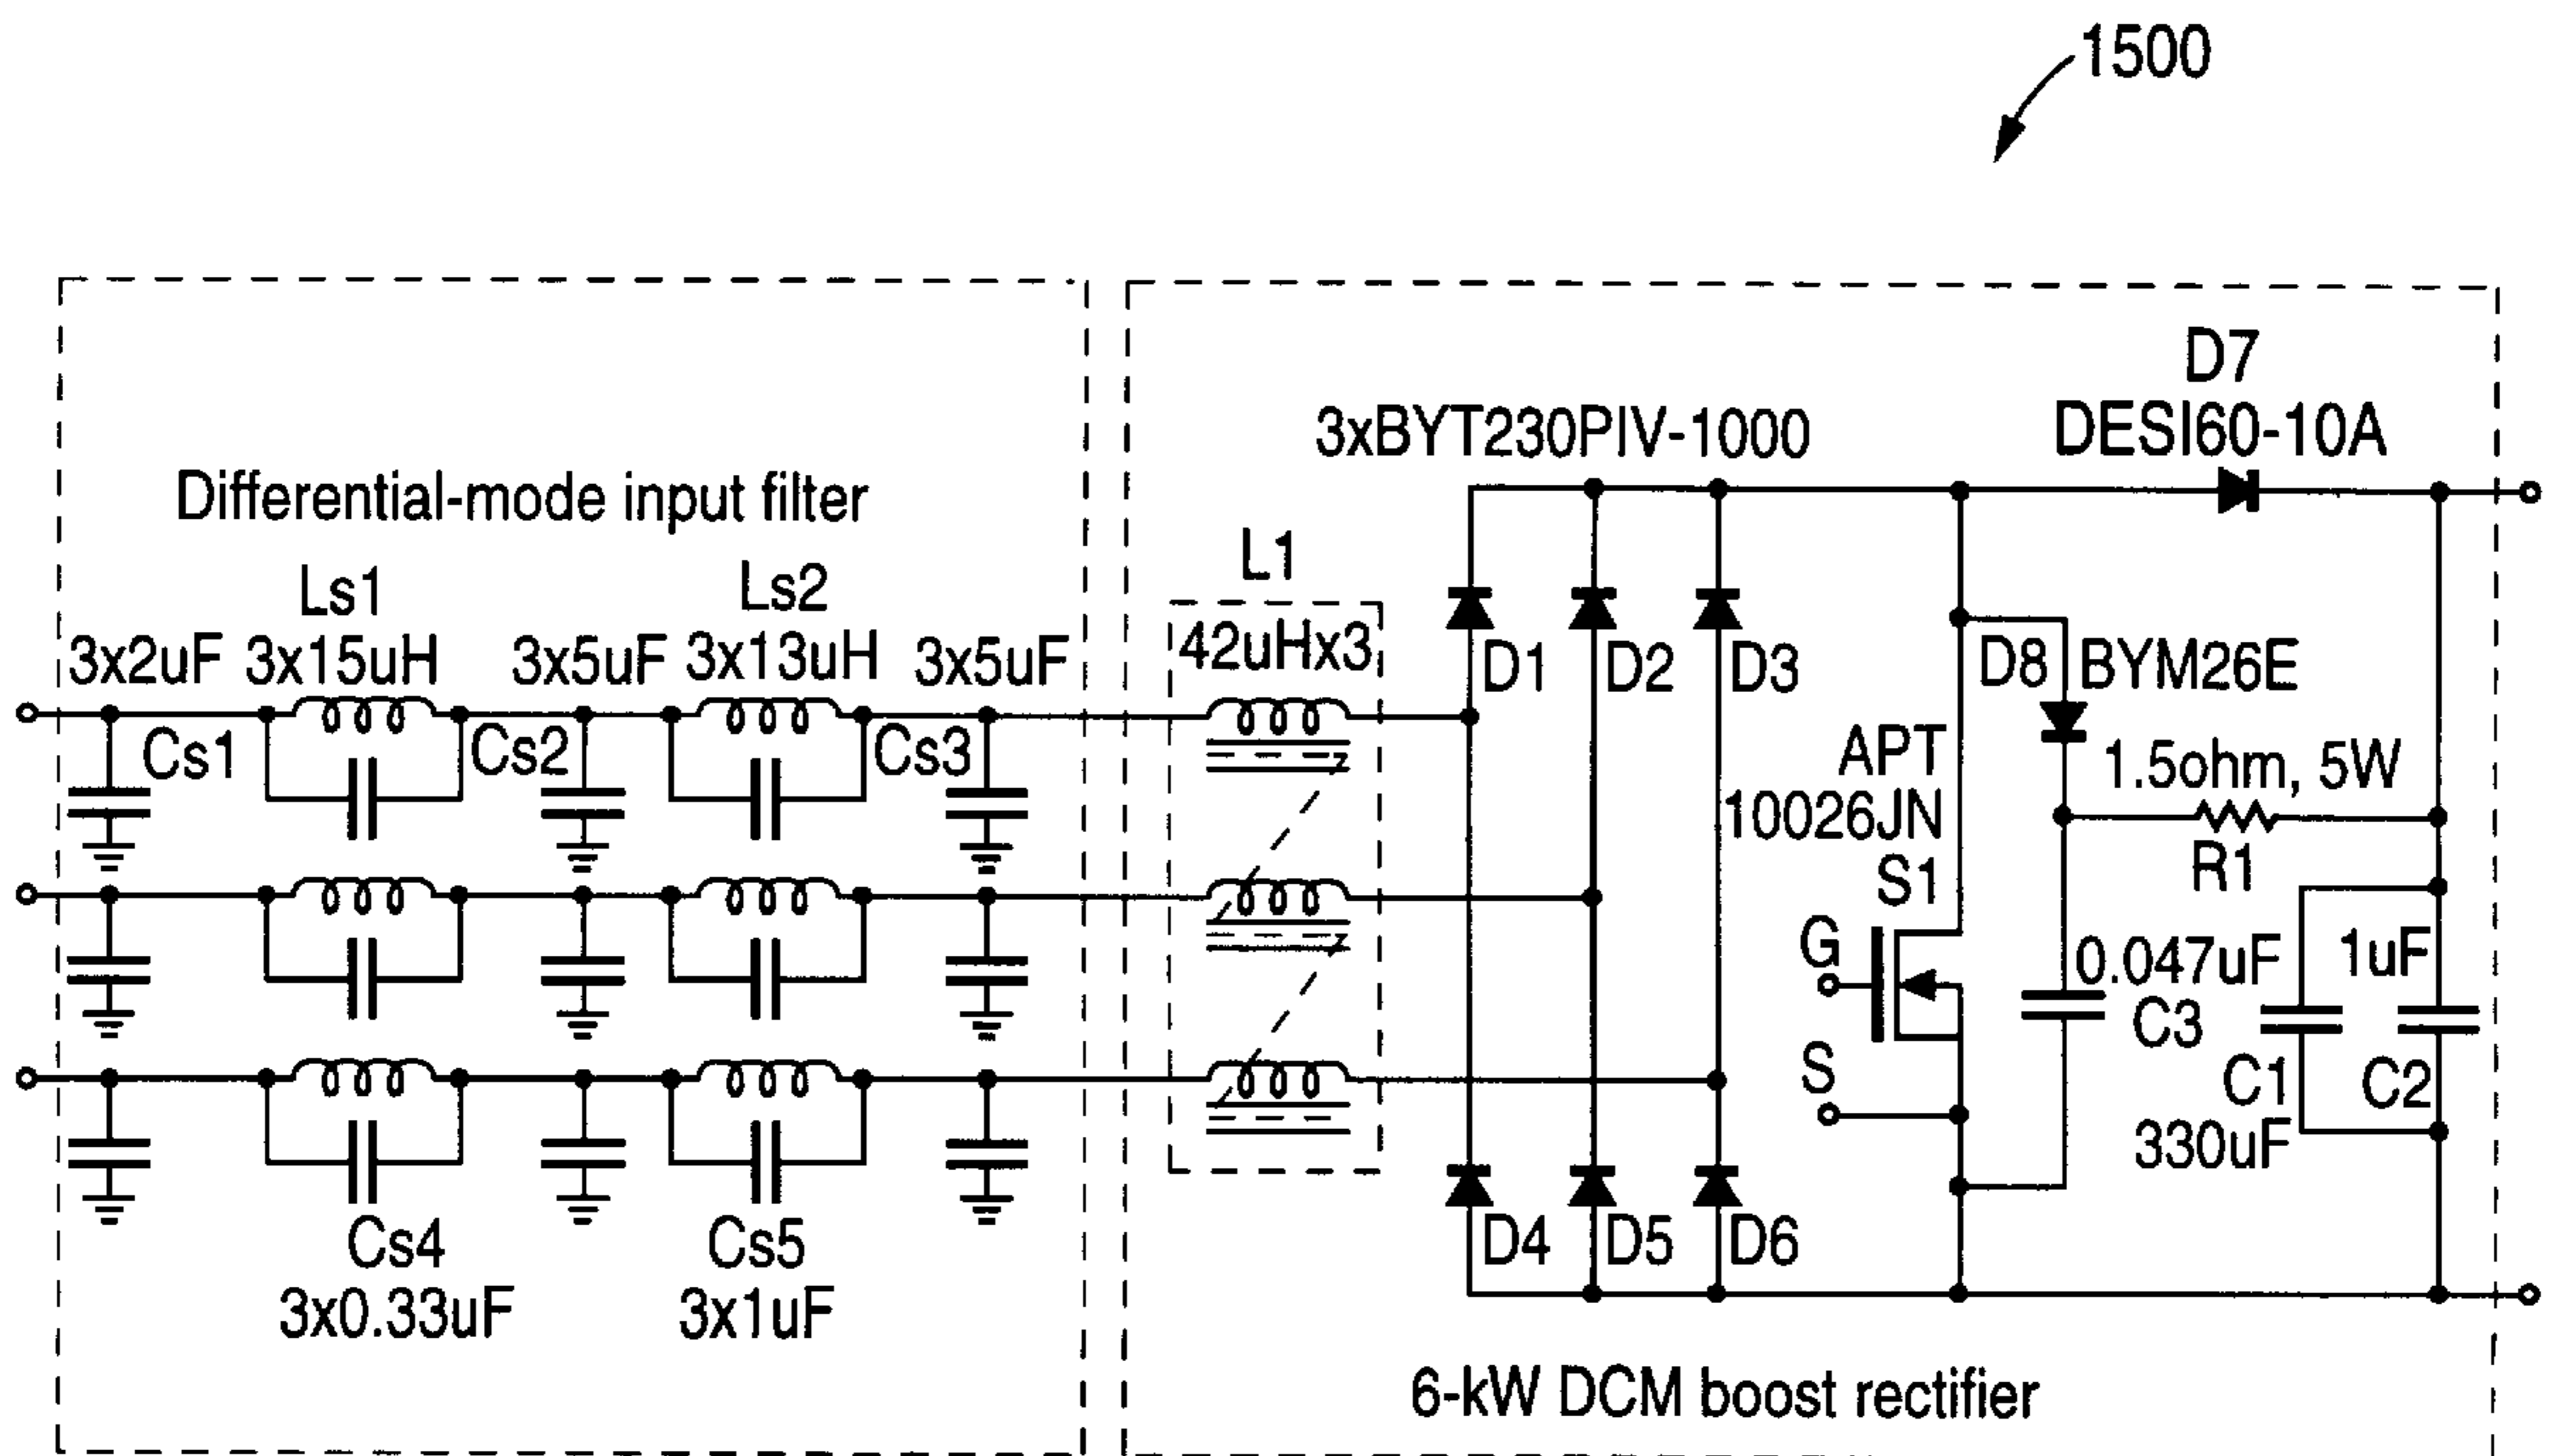 1500
D7
DESI60-10A
3xBYT230PIV-1000
Differential-mode input filter
L1
Ls1
Ls2
3x2uF
3x15uH
3x5uF
3x13uH
3x5uF
42uHx3
D1
D2
D3
D8
BYM26E
Cs1
Cs2
Cs3
APT
10026JN
S1
1.5ohm, 5W
R1
G
0.047uF
C3
1uF
S
C1
330uF
C2
Cs4
3x0.33uF
Cs5
3x1uF
D4
D5
D6
6-kW DCM boost rectifier